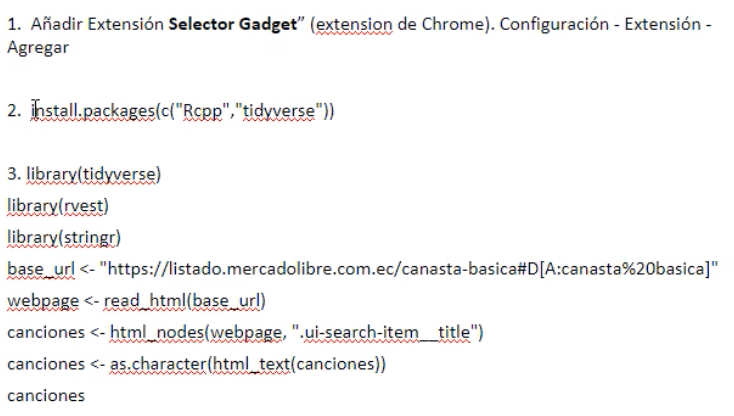 1. Añadir Extensión Selector Gadget” (extension de Chrome). Configuración - Extensión -
Agregar
2. install.packages(c("Rcpp","tidyverse"))
3. library(tidyverse)
library(rvest)
library(stringr)
base_url <- "https://listado.mercadolibre.com.ec/canasta-basica#D[A:canasta%20basica]"
webpage <- read_html(base_url)
canciones <- html_nodes(webpage, ".ui-search-item__title")
canciones <- as.character(html_text(canciones))
canciones